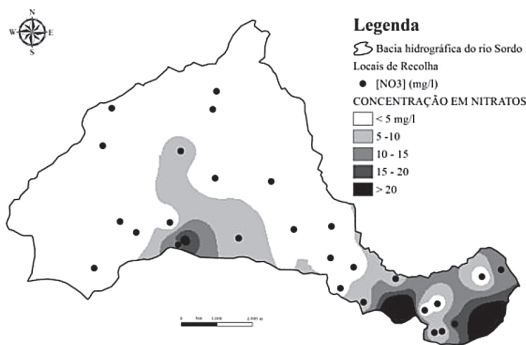 N
W
E
S
Legenda
Bacia hidrográfica do rio Sordo
Locais de Recolha
[NO3] (mg/l)
CONCENTRAÇÃO EM NITRATOS
< 5 mg/l
5 -10
10 - 15
15 - 20
> 20
0